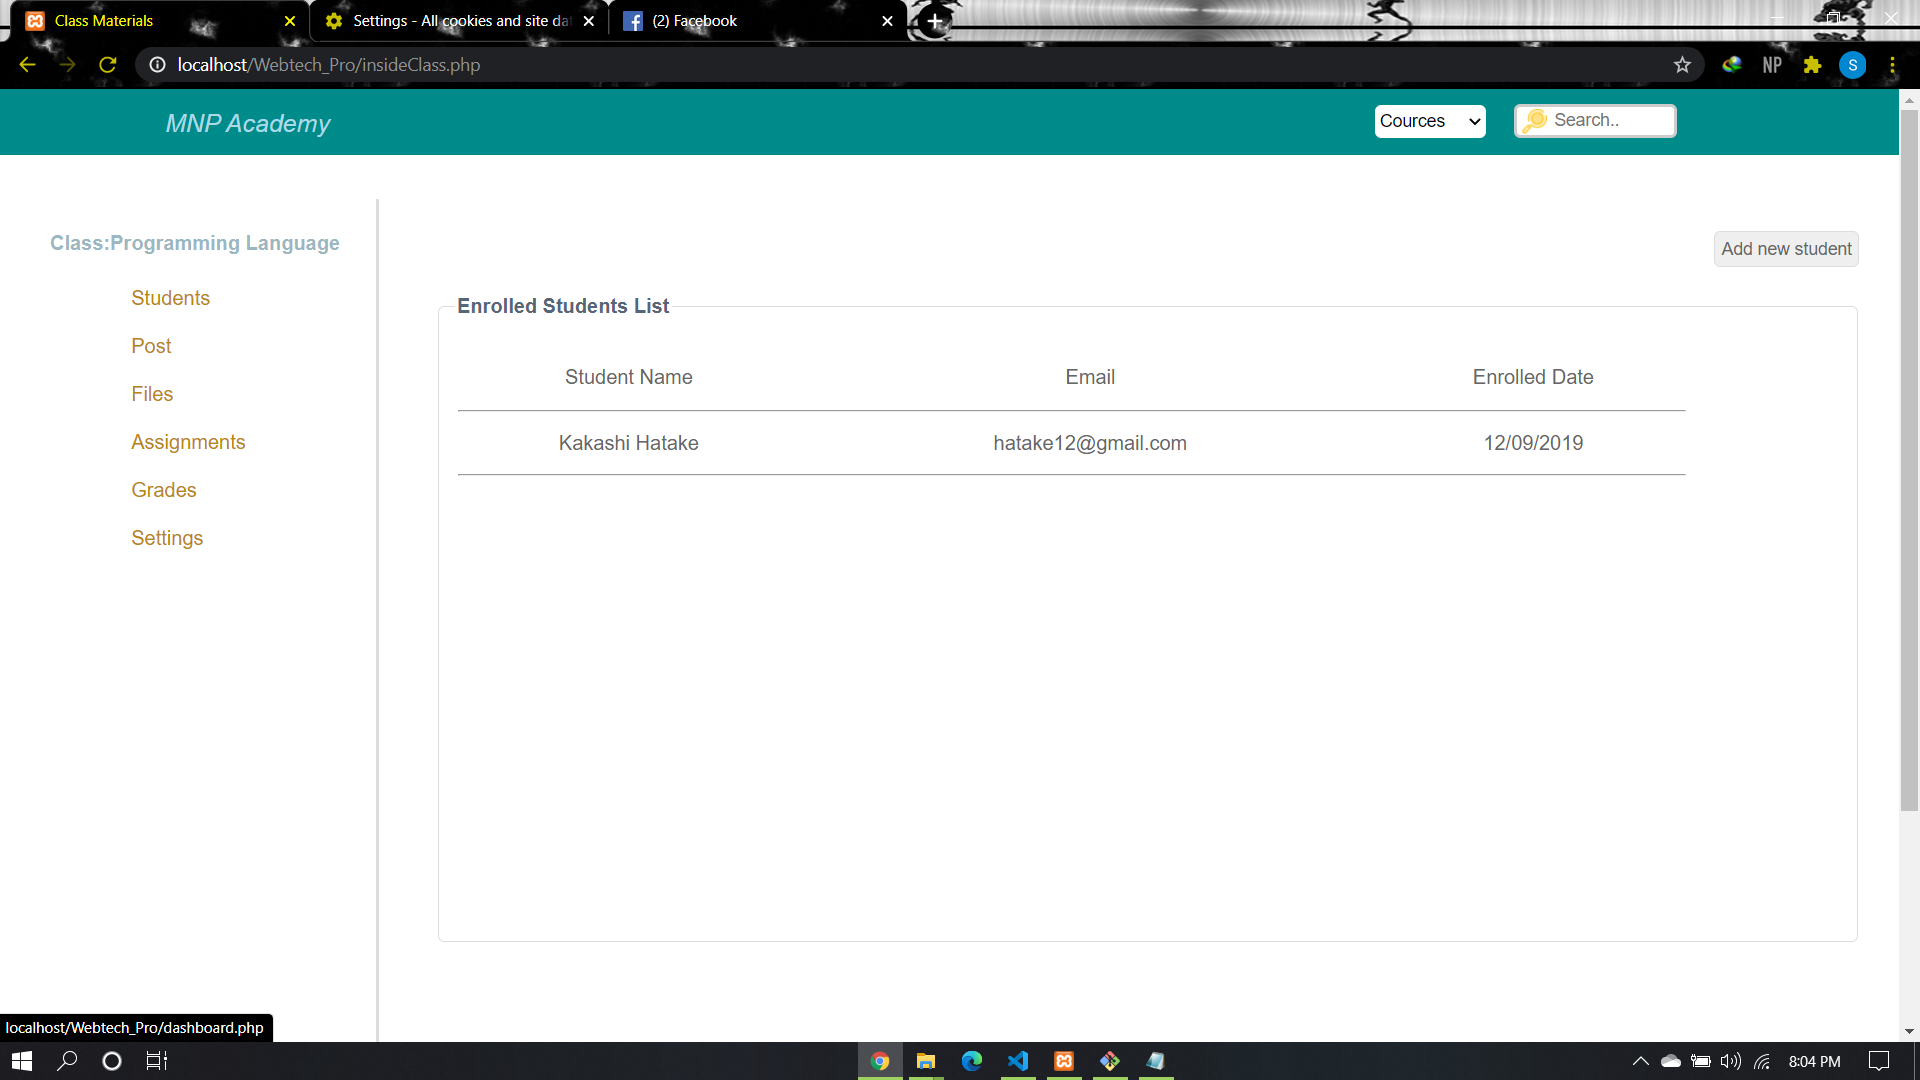 Class Materials
Settings - All cookies and site dat
(2) Facebook
localhost/Webtech_Pro/insideClass.php
NP
S
MNP Academy
Cources
Search..
Class:Programming Language
Add new student
Students
Enrolled Students List
Post
Student Name Email Enrolled Date
Files
Assignments
Kakashi Hatake hatake12@gmail.com 12/09/2019
Grades
Settings
localhost/Webtech_Pro/dashboard.php
8:04 PM